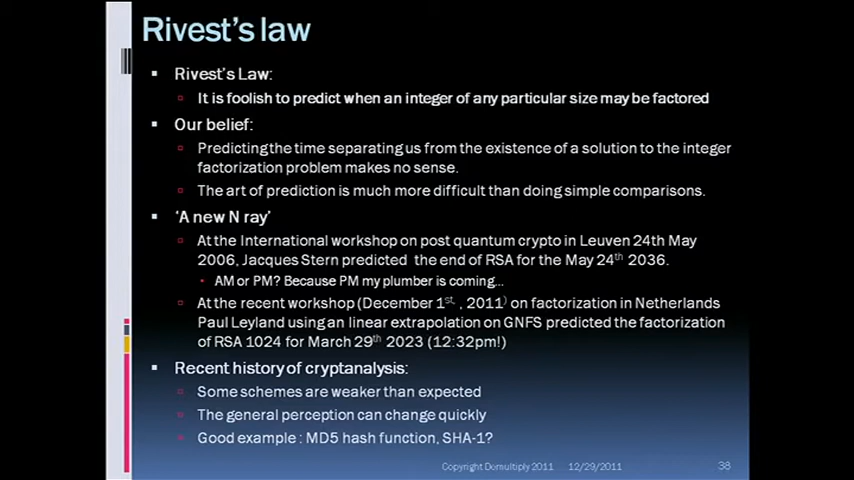 Rivest's law
Rivest's Law:
It is foolish to predict when an integer of any particular size may be factored
Our belief:
Predicting the time separating us from the existence of a solution to the integer
factorization problem makes no sense.
The art of prediction is much more difficult than doing simple comparisons.
'A new N ray'
At the International workshop on post quantum crypto in Leuven 24th May
2006, Jacques Stern predicted the end of RSA for the May 24th 2036.
AM or PM? Because PM my plumber is coming...
At the recent workshop (December 1st, , 2011) on factorization in Netherlands
Paul Leyland using an linear extrapolation on GNFS predicted the factorization
of RSA 1024 for March 29th 2023 (12:32pm!)
Recent history of cryptanalysis:
Some schemes are weaker than expected
The general perception can change quickly
Good example : MD5 hash function, SHA-1?
Copyright Domultiply 2011 12/29/2011 38